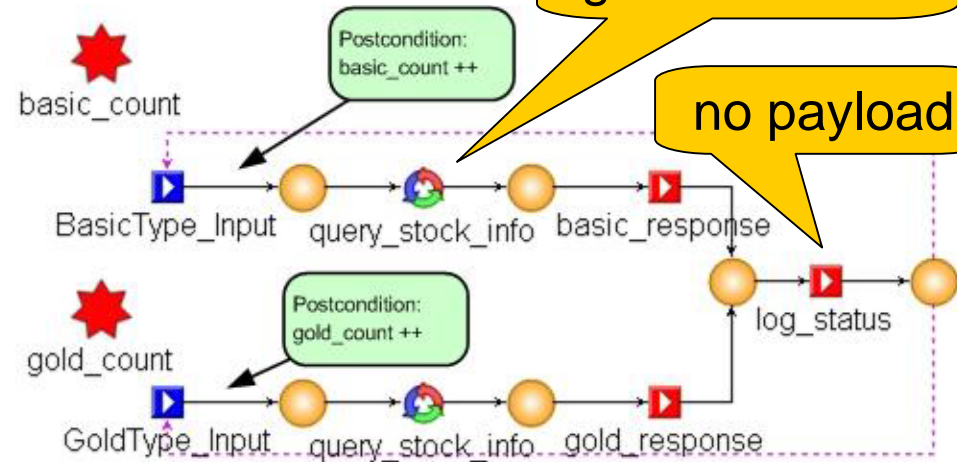 Postcondition:
basic_count ++
basic_count
no payload
BasicType_Input
query_stock_info
basic_response
Postcondition:
gold_count ++
log_status
gold_count
GoldType_Input
query_stock_info
gold_response